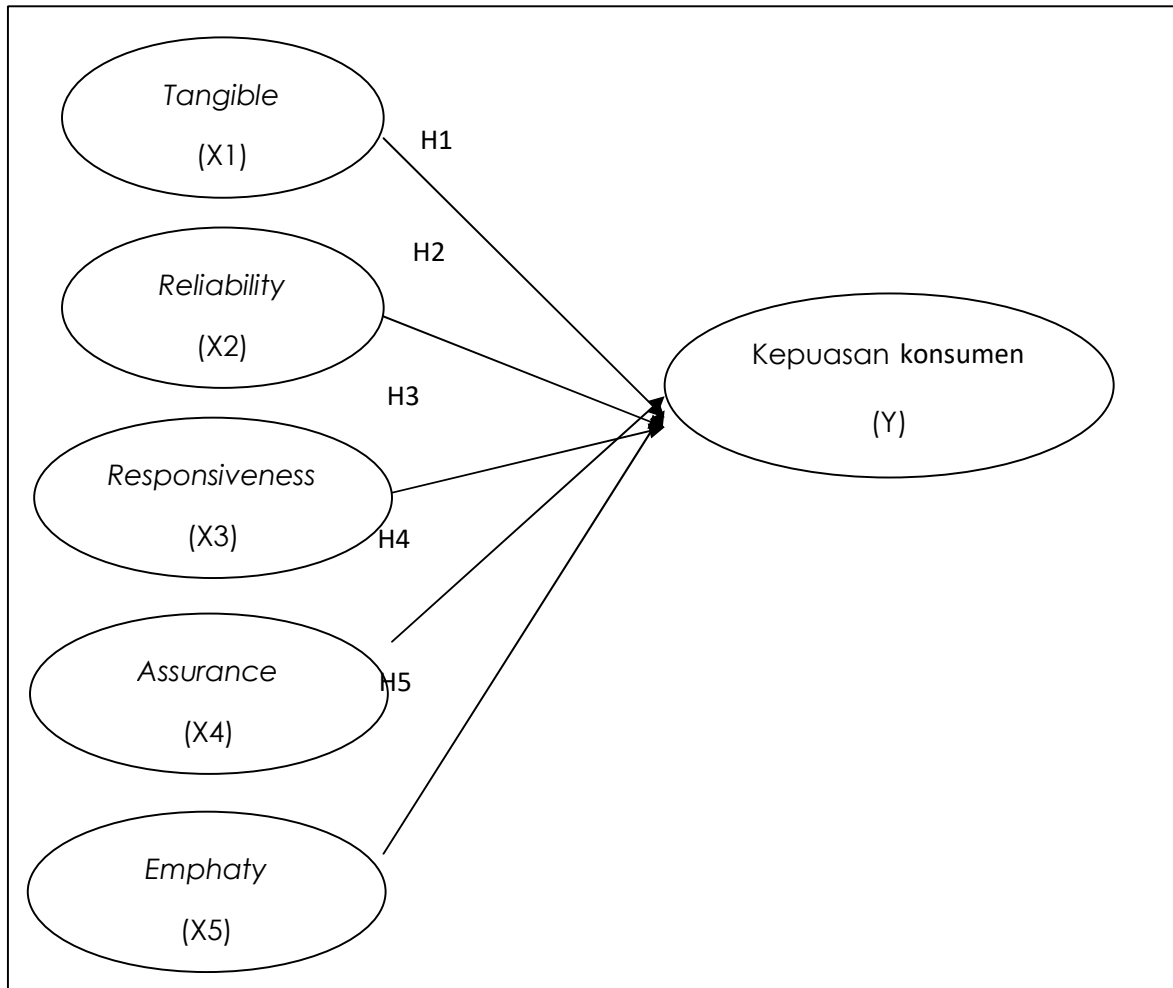 Tangible
(X1)
H1
H2
Reliability
(X2)
H3
Kepuasan konsumen
(Y)
Responsiveness
(X3)
H4
Assurance
(X4)
H5
Emphaty
(X5)